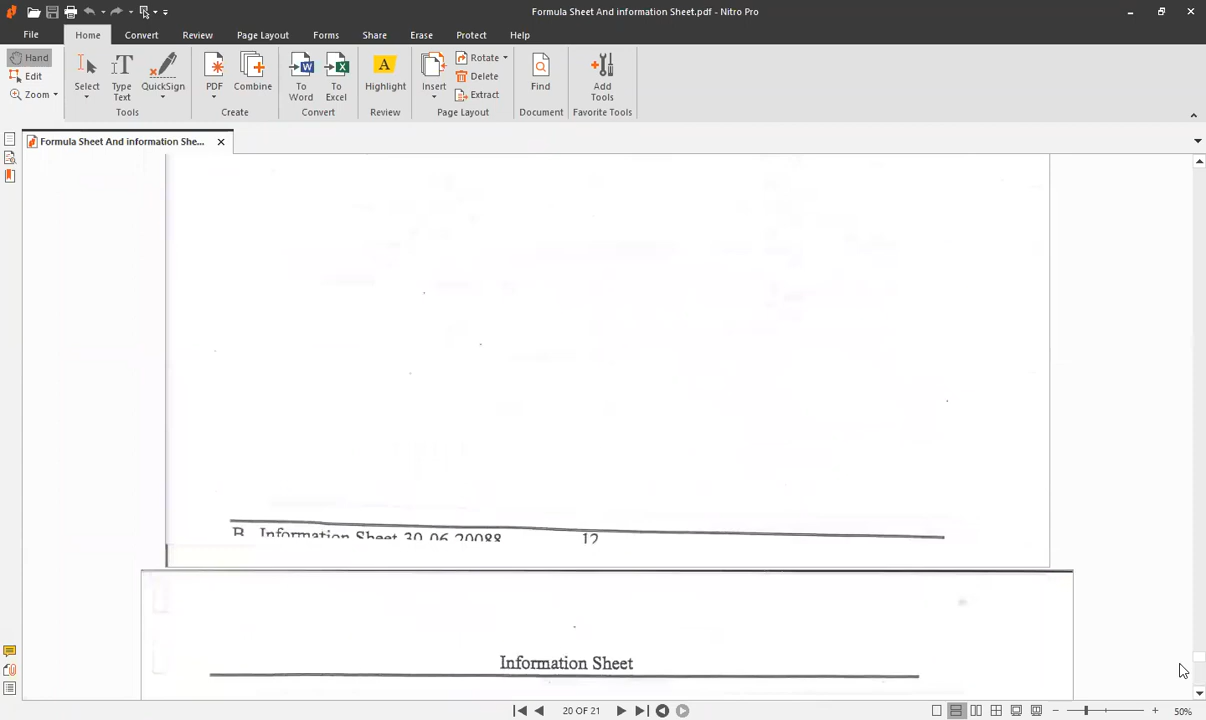 Formula Sheet And information Sheet.pdf - Nitro Pro
File Home Convert Review Page Layout Forms Share Erase Protect Help
Hand
Edit
Zoom
Select
Type Text
QuickSign
Tools
PDF
Combine
Create
To Word
To Excel
Convert
Highlight
Review
Insert
Rotate
Delete
Extract
Page Layout
Find
Document
Add Tools
Favorite Tools
Formula Sheet And information She...
B Information Sheet 30.06.20088 12
Information Sheet
20 OF 21
50%